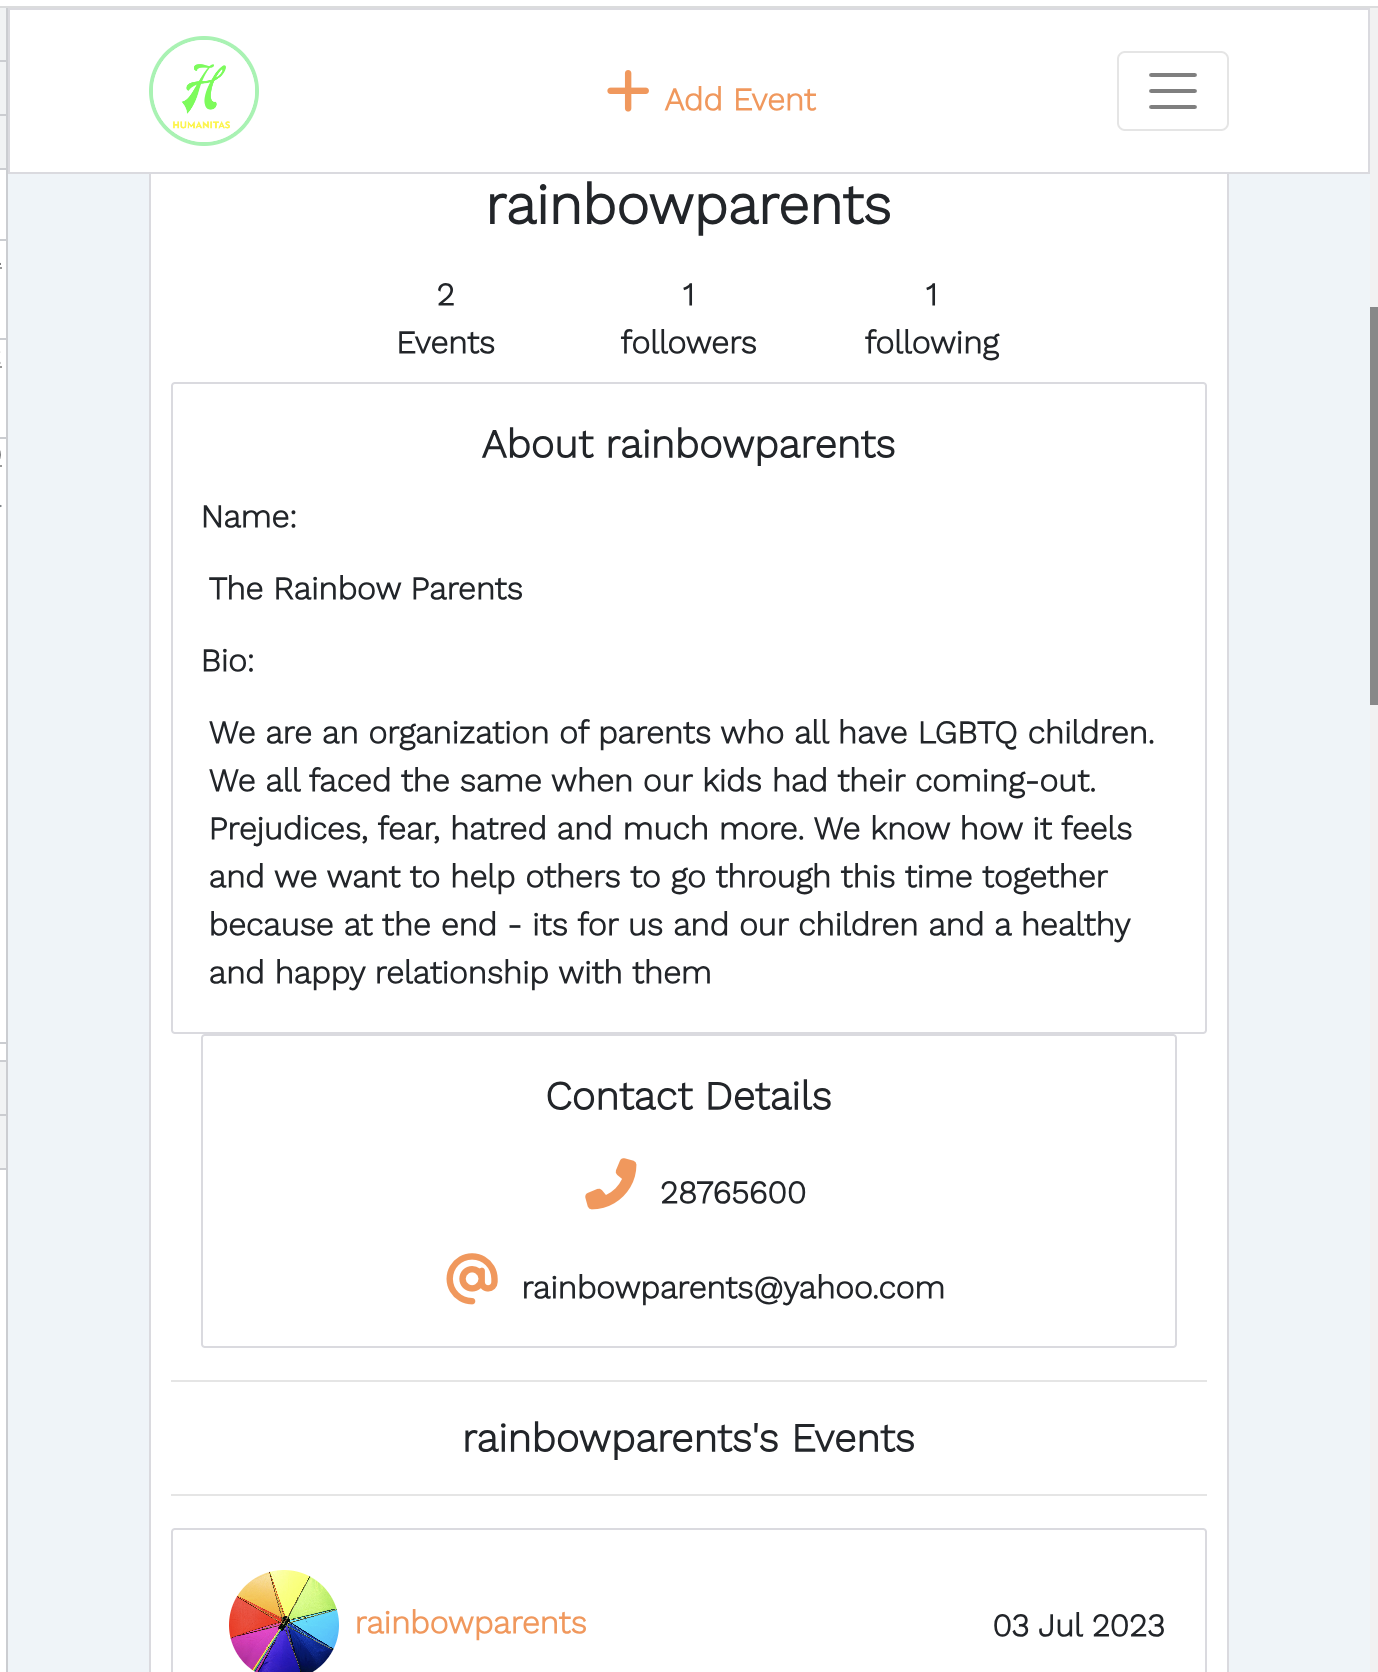 H
HUMANITAS
Add Event
rainbowparents
2 1 1
Events followers following
About rainbowparents
Name:
The Rainbow Parents
Bio:
We are an organization of parents who all have LGBTQ children.
We all faced the same when our kids had their coming-out.
Prejudices, fear, hatred and much more. We know how it feels
and we want to help others to go through this time together
because at the end - its for us and our children and a healthy
and happy relationship with them
Contact Details
28765600
rainbowparents@yahoo.com
rainbowparents's Events
rainbowparents 03 Jul 2023